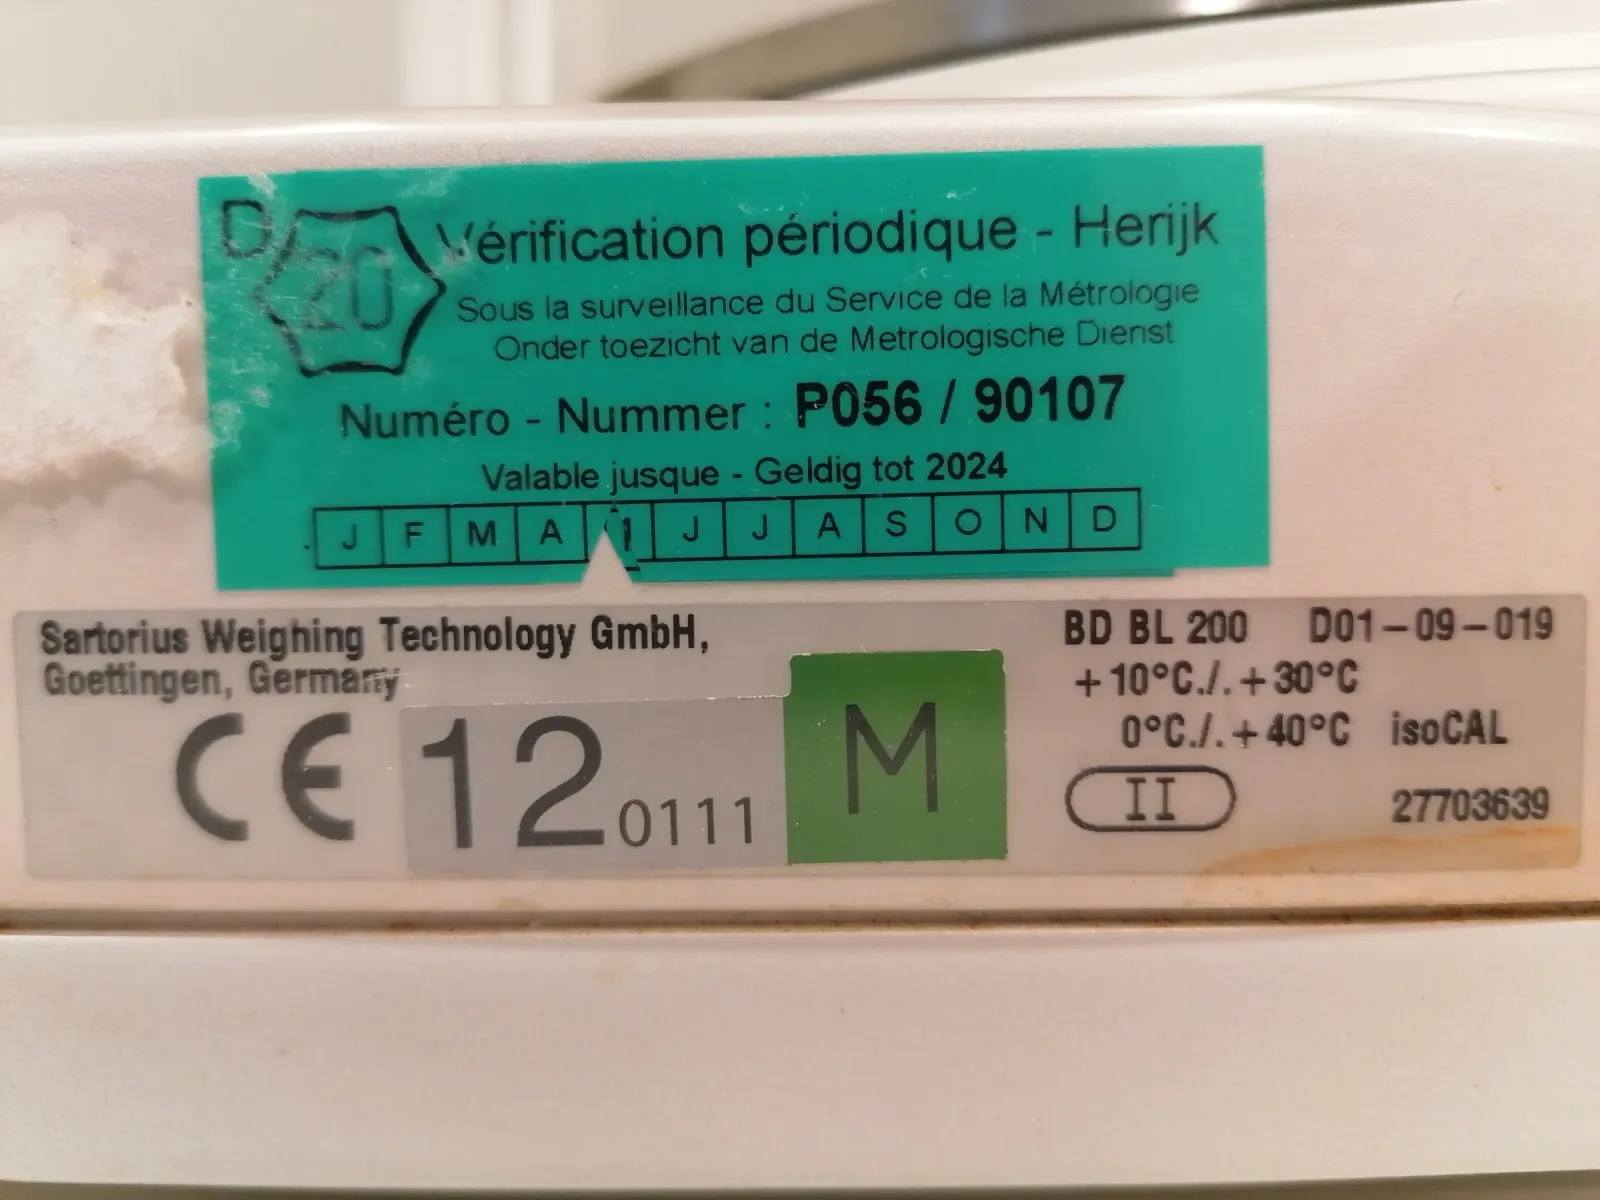 D 20
Vérification périodique - Herijk
Sous la surveillance du Service de la Métrologie
Onder toezicht van de Metrologische Dienst
Numéro - Nummer : P056 / 90107
Valable jusque - Geldig tot 2024
J F M A J J A S O N D
Sartorius Weighing Technology GmbH,
Goettingen, Germany
CE 12 0111 M
BD BL 200 D01-09-019
+10°C./.+30°C
0°C./.+40°C isoCAL
II 27703639